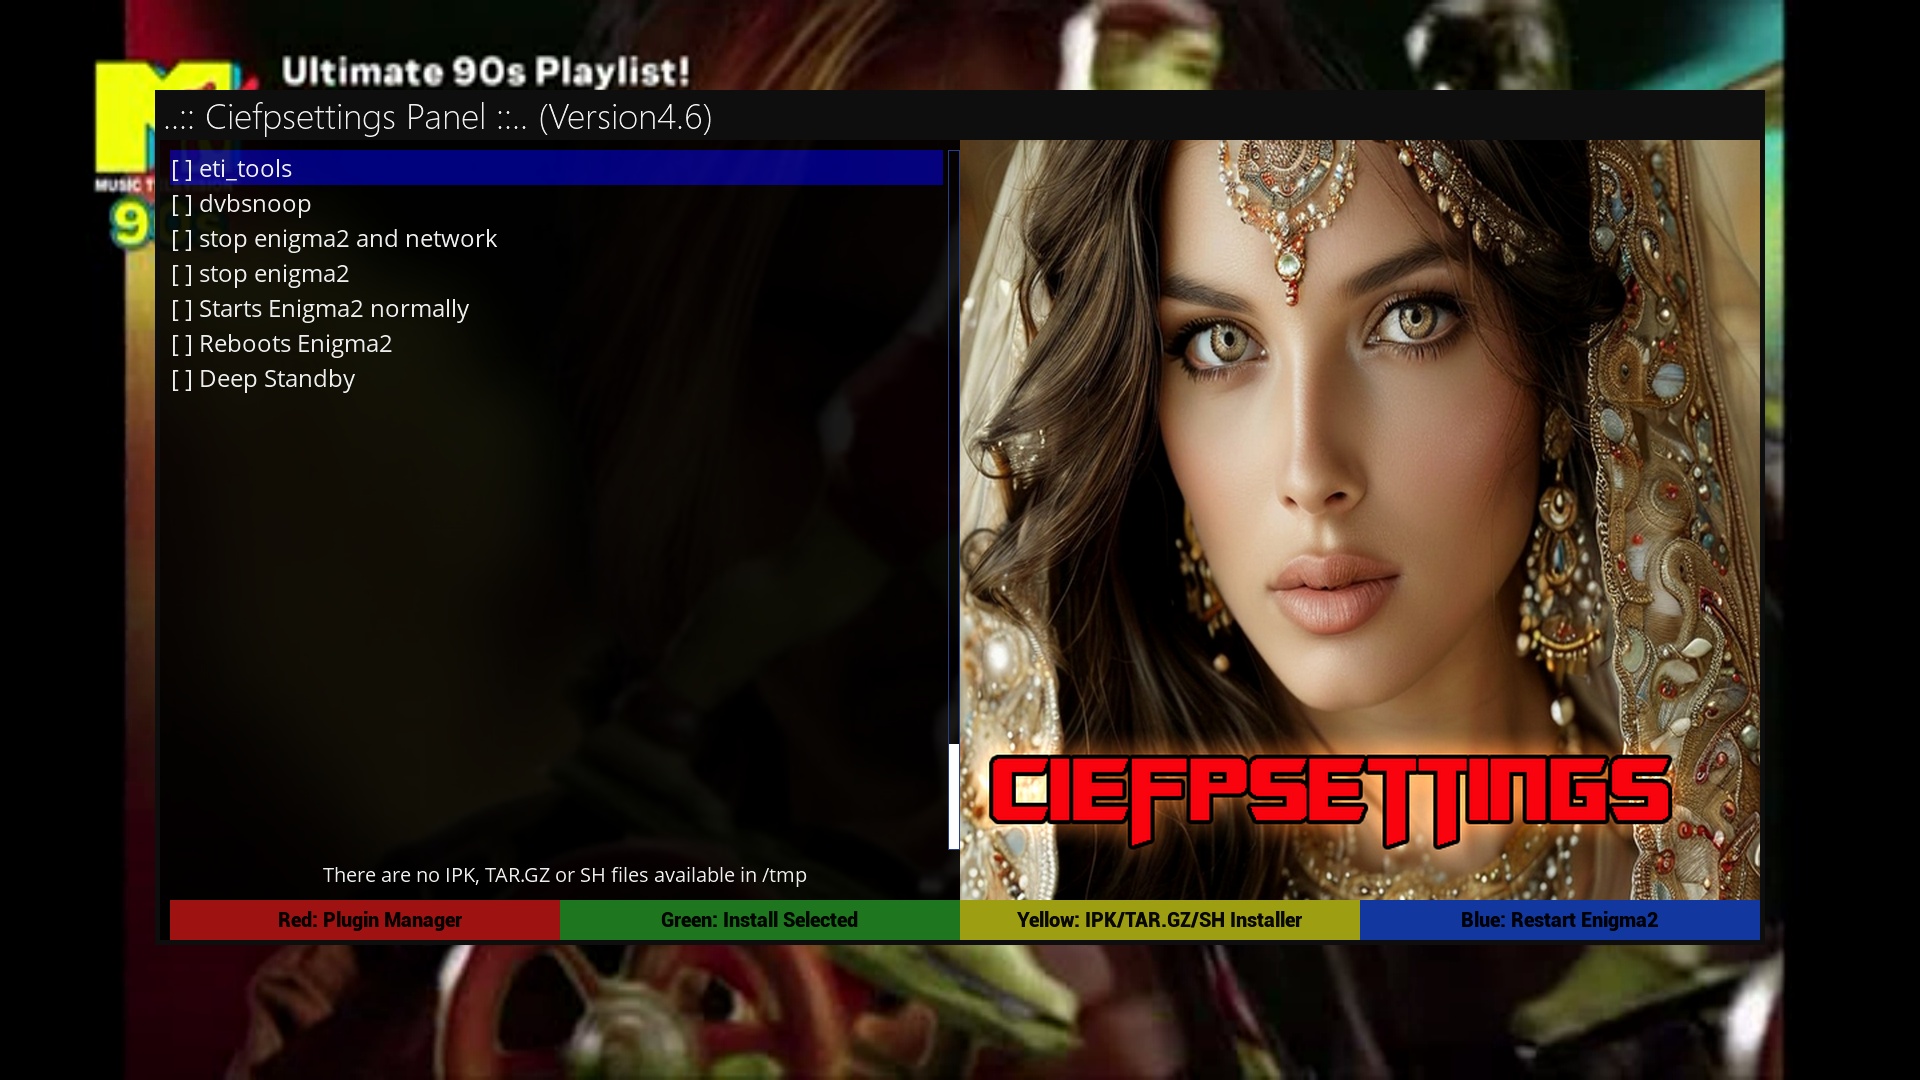 Ultimate 90s Playlist!
..:: Ciefpsettings Panel ::.. (Version4.6)
MUSIC T
[ ] eti_tools
[ ] dvbsnoop
[ ] stop enigma2 and network
[ ] stop enigma2
[ ] Starts Enigma2 normally
[ ] Reboots Enigma2
[ ] Deep Standby
CIEFPSETTINGS
There are no IPK, TAR.GZ or SH files available in /tmp
Red: Plugin Manager
Green: Install Selected
Yellow: IPK/TAR.GZ/SH Installer
Blue: Restart Enigma2